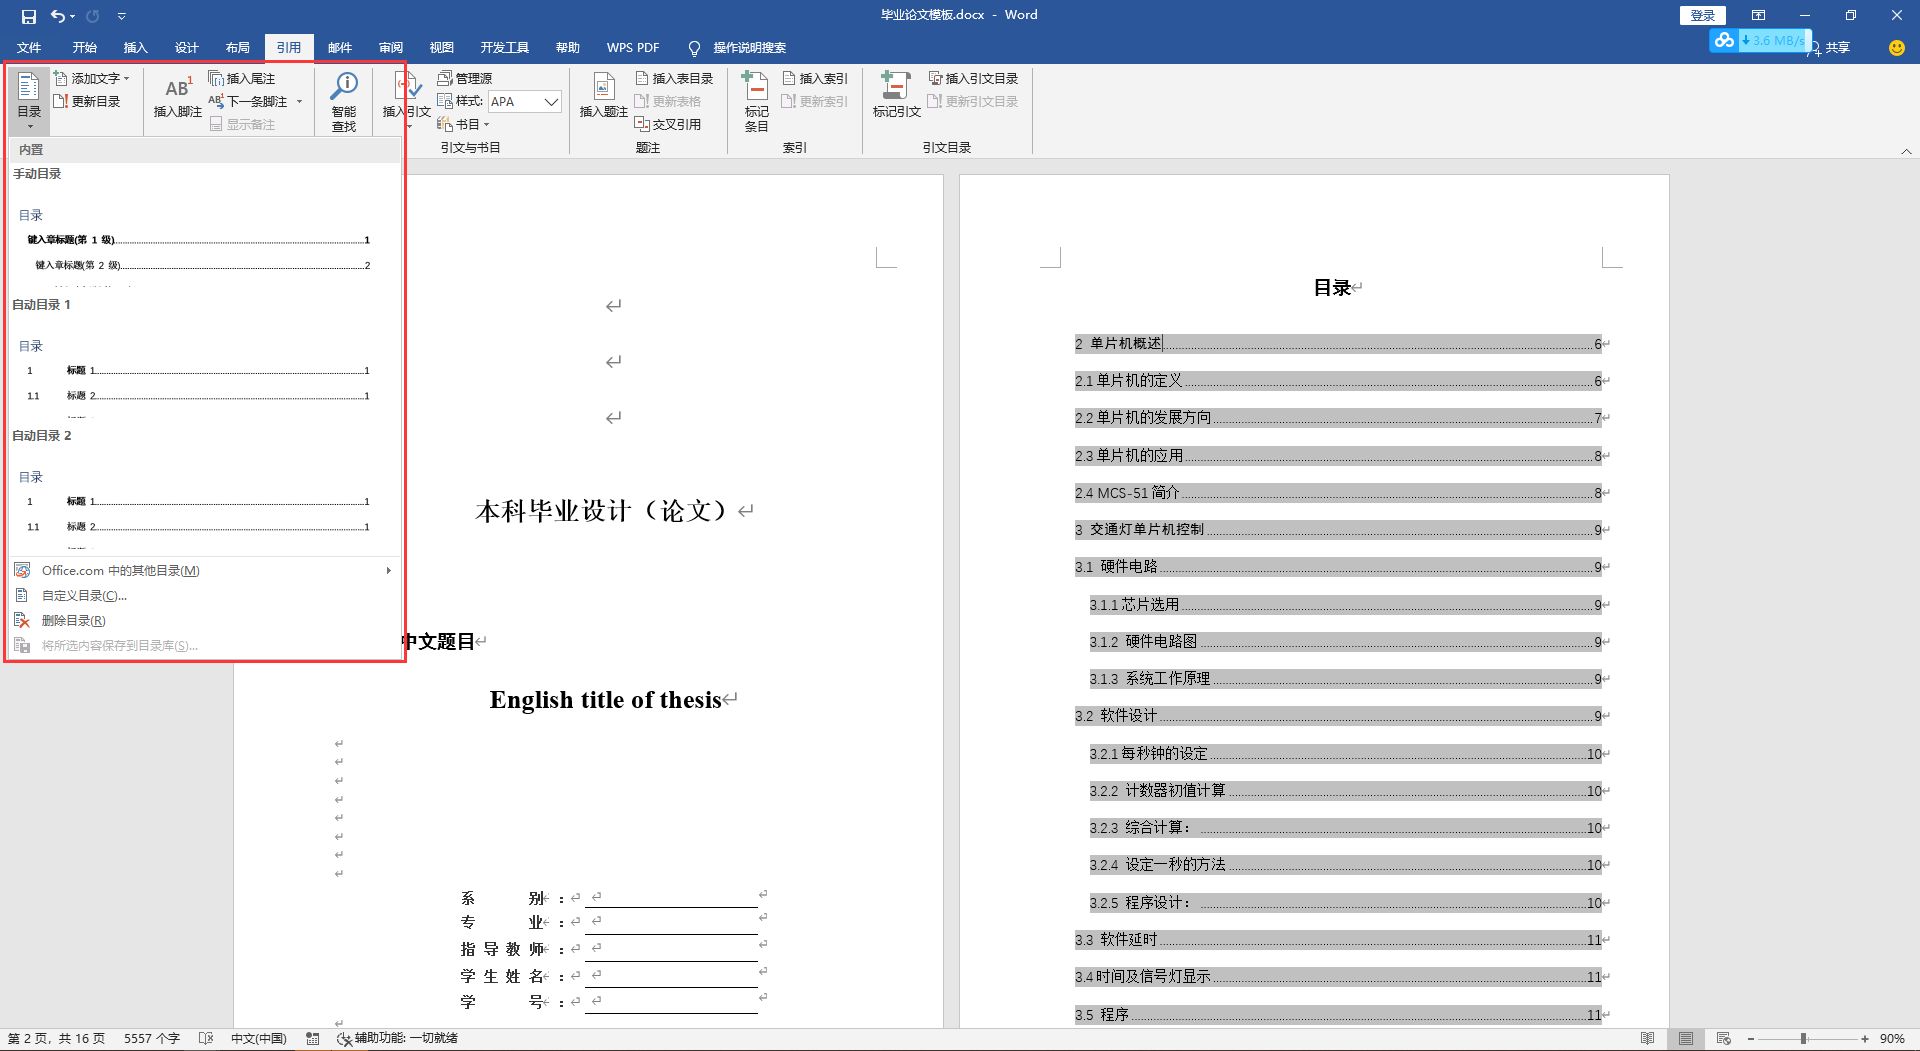 毕业论文模板.docx - Word
登录
文件 开始 插入 设计 布局 引用 邮件 审阅 视图 开发工具 帮助 WPS PDF 操作说明搜索
3.6 MB/s
共享
目录
添加文字
更新目录
AB1
插入脚注
插入尾注
下一条脚注
显示备注
智能
查找
插入引文
管理源
样式: APA
书目
引文与书目
插入题注
插入表目录
更新表格
交叉引用
题注
标记
条目
插入索引
更新索引
索引
标记引文
插入引文目录
更新引文目录
引文目录
内置
手动目录
目录
键入章标题(第 1 级)..........1
键入章标题(第 2 级)..........2
自动目录 1
目录
1 标题 1..........1
1.1 标题 2..........1
自动目录 2
目录
1 标题 1..........1
1.1 标题 2..........1
Office.com 中的其他目录(M)
自定义目录(C)...
删除目录(R)
将所选内容保存到目录库(S)...
本科毕业设计（论文）
中文题目
English title of thesis
系 别：
专 业：
指导教师：
学生姓名：
学 号：
目录
2 单片机概述..........6
2.1单片机的定义..........6
2.2单片机的发展方向..........7
2.3单片机的应用..........8
2.4 MCS-51简介..........8
3 交通灯单片机控制..........9
3.1 硬件电路..........9
3.1.1芯片选用..........9
3.1.2 硬件电路图..........9
3.1.3 系统工作原理..........9
3.2 软件设计..........9
3.2.1每秒钟的设定..........10
3.2.2 计数器初值计算..........10
3.2.3 综合计算：..........10
3.2.4 设定一秒的方法..........10
3.2.5 程序设计：..........10
3.3 软件延时..........11
3.4时间及信号灯显示..........11
3.5 程序..........11
第 2 页，共 16 页 5557 个字 中文(中国) 辅助功能: 一切就绪 90%